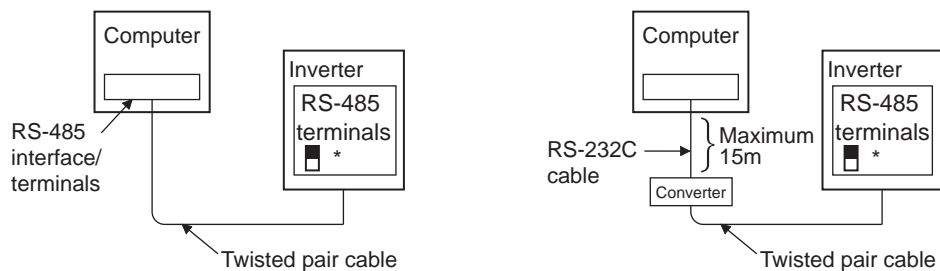 Computer
Inverter
RS-485
terminals
*
RS-485
interface/
terminals
Twisted pair cable
Computer
Inverter
RS-485
terminals
*
Maximum
15m
RS-232C
cable
Converter
Twisted pair cable